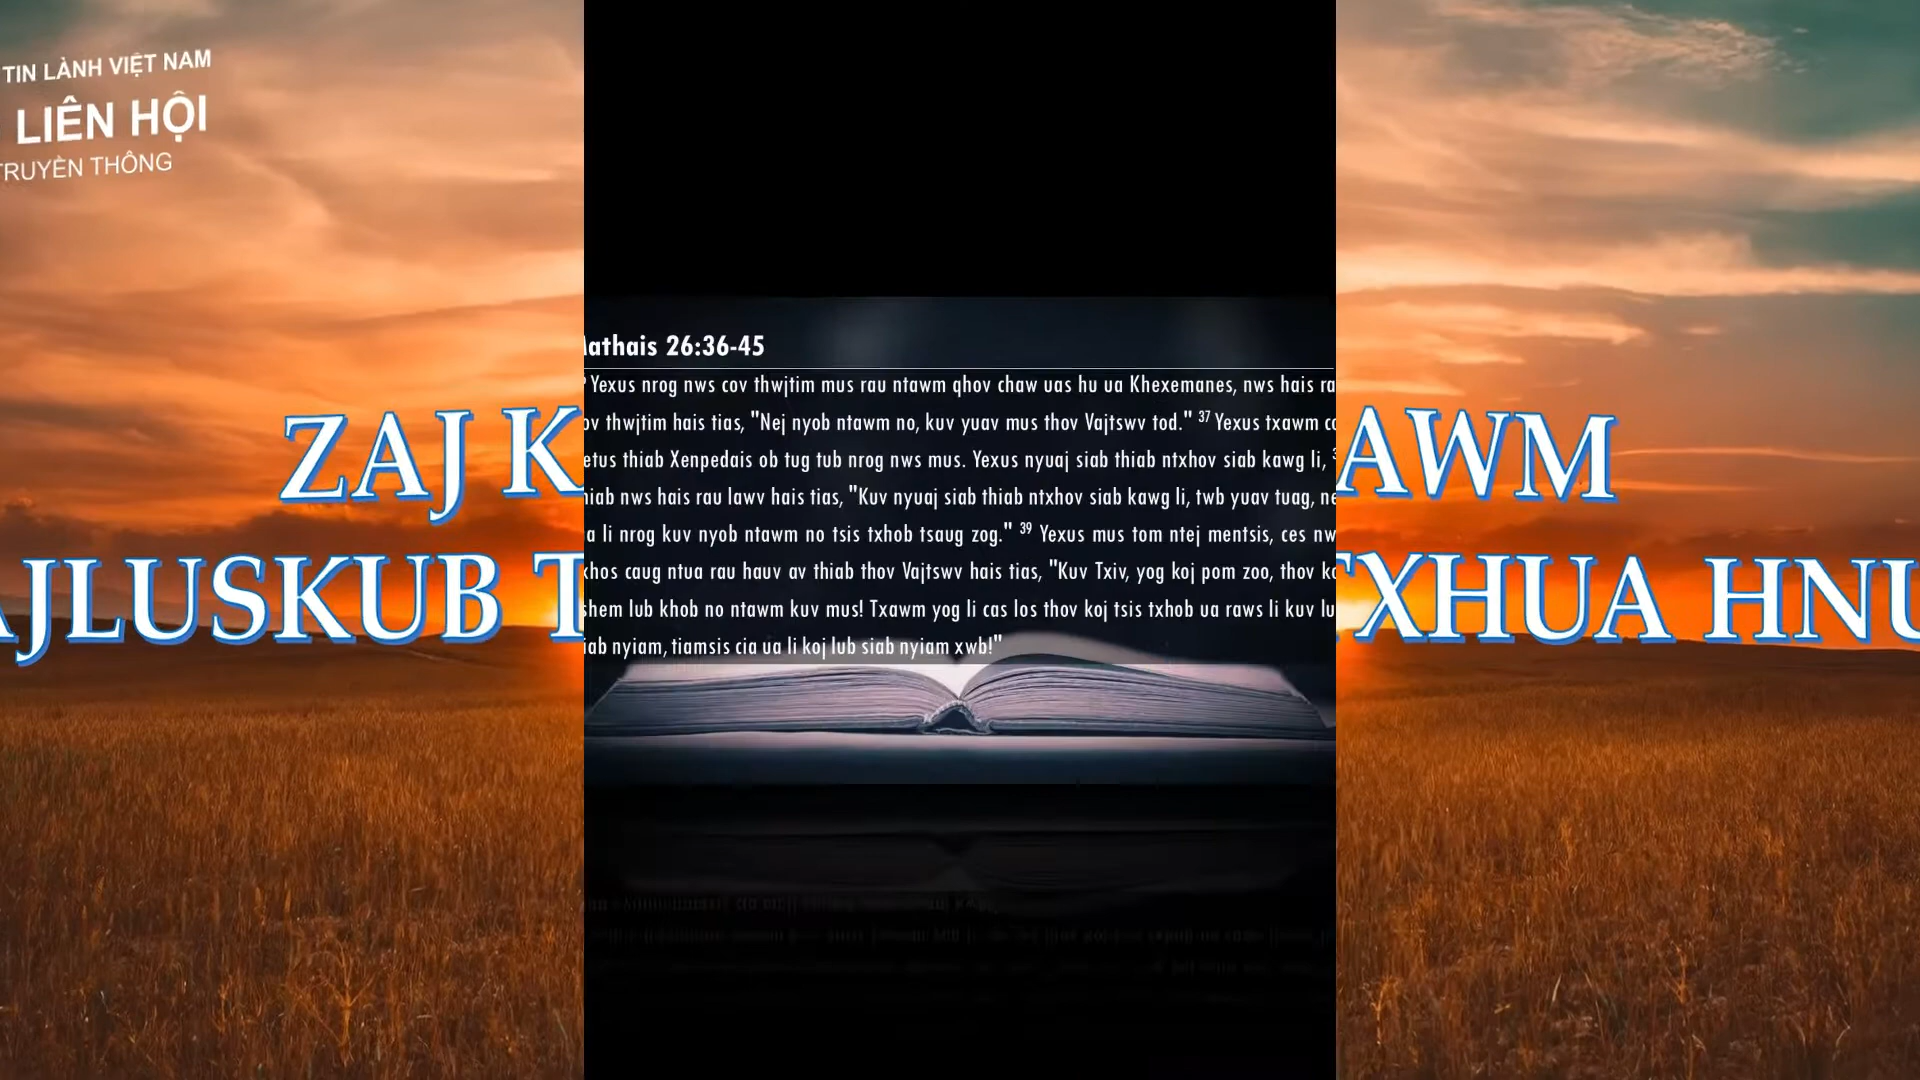 TIN LÀNH VIỆT NAM
LIÊN HỘI
TRUYỀN THÔNG
ZAJ K
AWM
AJLUSKUB T
TXHUA HNU
Mathais 26:36-45
Yexus nrog nws cov thwjtim mus rau ntawm qhov chaw uas hu ua Khexemanes, nws hais ra
ov thwjtim hais tias, "Nej nyob ntawm no, kuv yuav mus thov Vajtswv tod." 37 Yexus txawm co
etus thiab Xenpedais ob tug tub nrog nws mus. Yexus nyuaj siab thiab ntxhov siab kawg li,
hiab nws hais rau lawv hais tias, "Kuv nyuaj siab thiab ntxhov siab kawg li, twb yuav tuag, ne
a li nrog kuv nyob ntawm no tsis txhob tsaug zog." 39 Yexus mus tom ntej mentsis, ces nw
khos caug ntua rau hauv av thiab thov Vajtswv hais tias, "Kuv Txiv, yog koj pom zoo, thov ko
shem lub khob no ntawm kuv mus! Txawm yog li cas los thov koj tsis txhob ua raws li kuv lu
iab nyiam, tiamsis cia ua li koj lub siab nyiam xwb!"